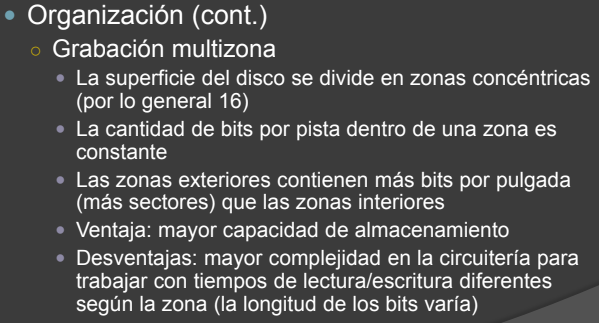 Organización (cont.)
Grabación multizona
La superficie del disco se divide en zonas concéntricas
(por lo general 16)
La cantidad de bits por pista dentro de una zona es
constante
Las zonas exteriores contienen más bits por pulgada
(más sectores) que las zonas interiores
Ventaja: mayor capacidad de almacenamiento
Desventajas: mayor complejidad en la circuitería para
trabajar con tiempos de lectura/escritura diferentes
según la zona (la longitud de los bits varía)